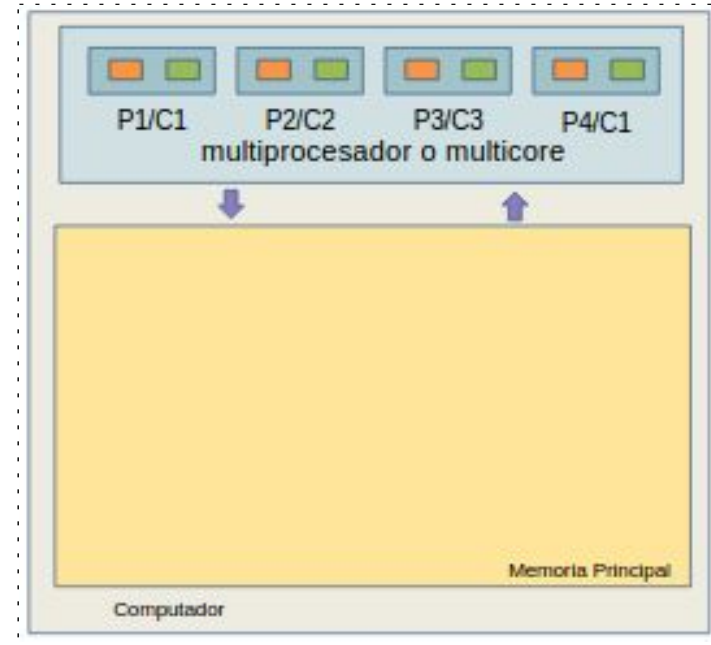 P1/C1 P2/C2 P3/C3 P4/C1
multiprocesador o multicore
Memoria Principal
Computador